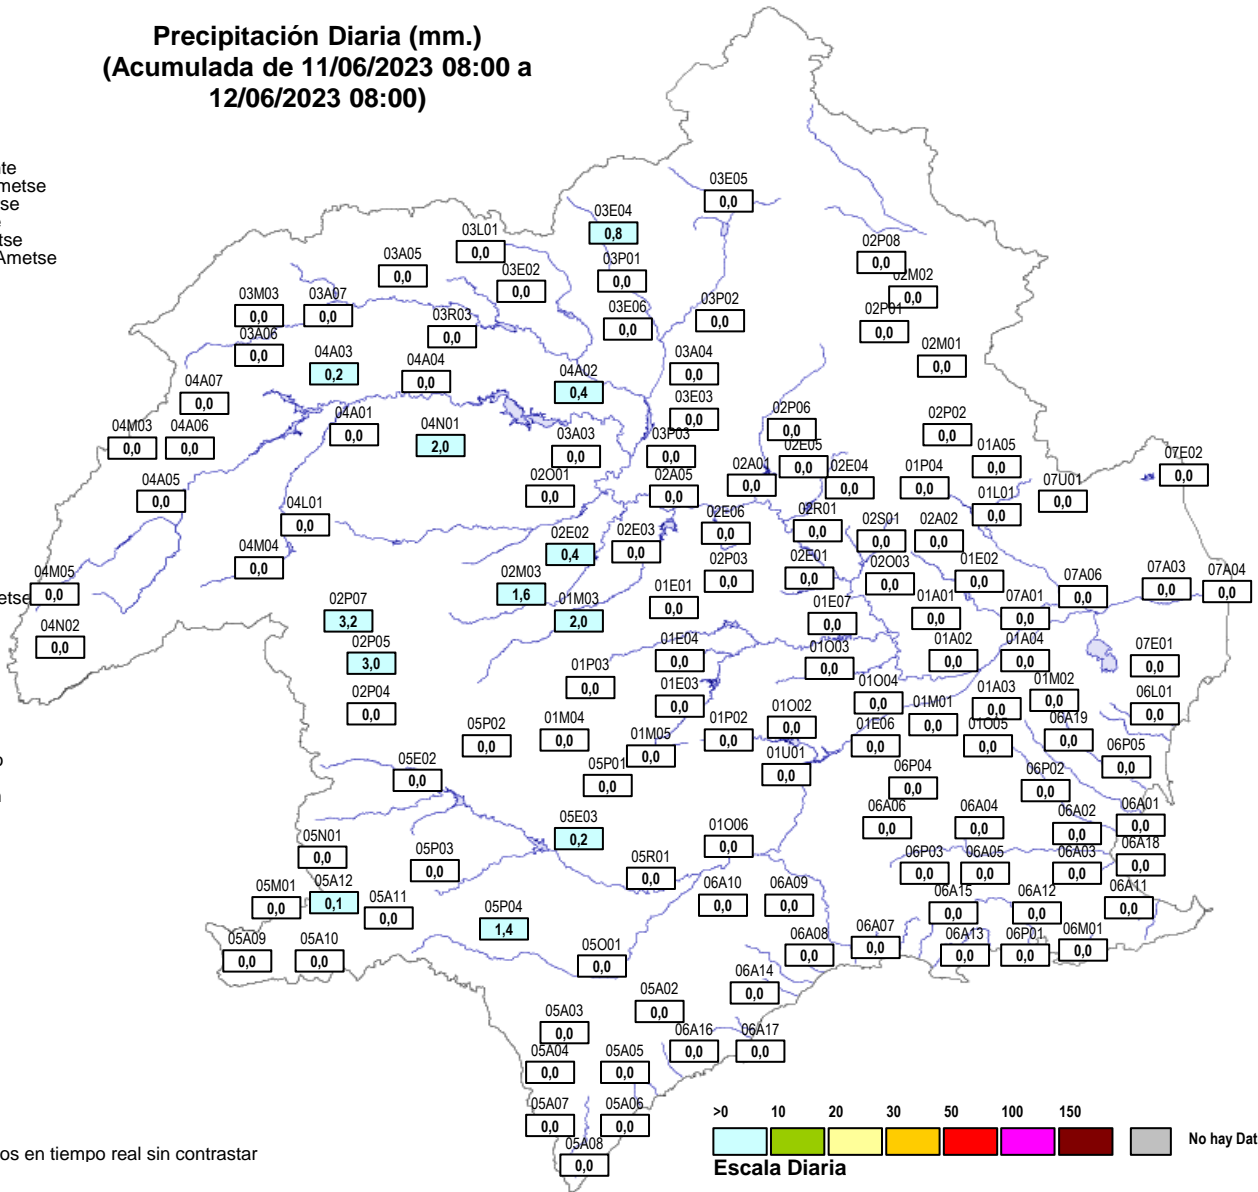 Precipitación Diaria (mm.)
(Acumulada de 11/06/2023 08:00 a
12/06/2023 08:00)
03E05
0,0
03E04
0,8
03L01
0,0
03A05
0,0
03P01
0,0
03E02
0,0
02P08
0,0
02M02
0,0
03M03
0,0
03A07
0,0
03R03
0,0
03E06
0,0
03P02
0,0
02P01
0,0
03A06
0,0
04A03
0,2
04A04
0,0
04A02
0,4
03A04
0,0
02M01
0,0
04A07
0,0
04A01
0,0
04N01
2,0
03E03
0,0
02P06
0,0
02P02
0,0
04M03
0,0
04A06
0,0
03A03
0,0
03P03
0,0
02E05
0,0
01A05
0,0
07E02
0,0
04A05
0,0
02O01
0,0
02A05
0,0
02A01
0,0
02E04
0,0
01P04
0,0
07U01
0,0
04L01
0,0
01L01
0,0
02E06
0,0
02R01
0,0
02S01
0,0
02A02
0,0
02E02
0,4
02E03
0,0
04M04
0,0
04M05
0,0
02M03
1,6
02P03
0,0
02E01
0,0
02O03
0,0
01E02
0,0
07A06
0,0
07A03
0,0
07A04
0,0
02P07
3,2
01M03
2,0
01E01
0,0
01E07
0,0
01A01
0,0
07A01
0,0
04N02
0,0
02P05
3,0
01E04
0,0
01O03
0,0
01A02
0,0
01A04
0,0
07E01
0,0
01P03
0,0
01E03
0,0
01O04
0,0
01A03
0,0
01M02
0,0
06L01
0,0
02P04
0,0
01M01
0,0
05P02
0,0
01M04
0,0
01M05
0,0
01P02
0,0
01O02
0,0
01E06
0,0
01O05
0,0
06A19
0,0
05E02
0,0
05P01
0,0
01U01
0,0
06P04
0,0
06P02
0,0
06P05
0,0
05E03
0,2
01O06
0,0
06A06
0,0
06A04
0,0
06A02
0,0
06A01
0,0
05N01
0,0
05P03
0,0
05R01
0,0
06P03
0,0
06A05
0,0
06A03
0,0
06A18
0,0
05M01
0,0
05A12
0,1
05A11
0,0
06A10
0,0
06A09
0,0
06A15
0,0
06A12
0,0
06A11
0,0
05P04
1,4
05A09
0,0
05A10
0,0
05O01
0,0
06A08
0,0
06A07
0,0
06A13
0,0
06P01
0,0
06M01
0,0
05A02
0,0
06A14
0,0
05A03
0,0
06A16
0,0
06A17
0,0
05A04
0,0
05A05
0,0
05A07
0,0
05A06
0,0
05A08
0,0
>0 10 20 30 50 100 150
No hay Dat
Escala Diaria
os en tiempo real sin contrastar